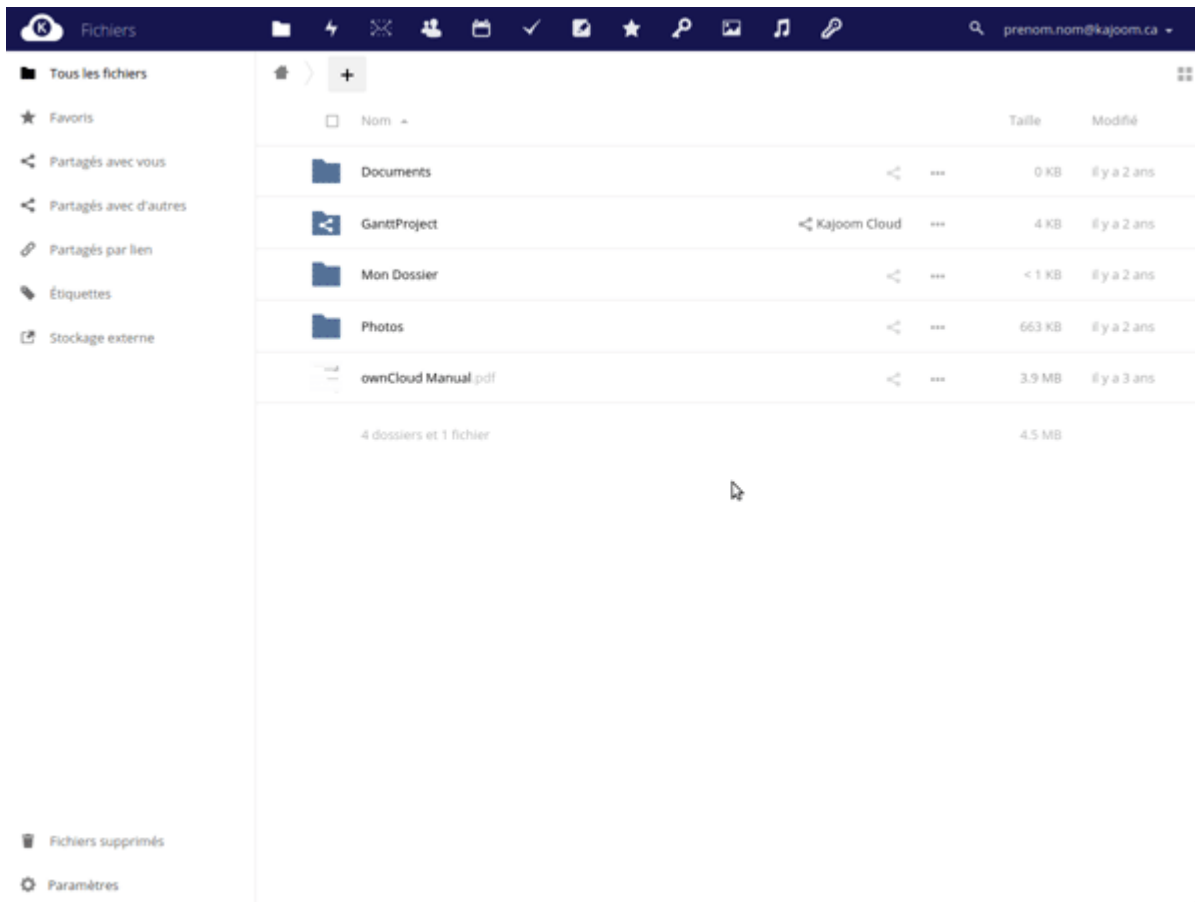 K Fichiers prenom.nom@kajoom.ca
Tous les fichiers
Favoris
Partagés avec vous
Partagés avec d'autres
Partagés par lien
Étiquettes
Stockage externe
Fichiers supprimés
Paramètres
+
Nom Taille Modifié
Documents 0 KB il y a 2 ans
GanttProject Kajoom Cloud 4 KB il y a 2 ans
Mon Dossier < 1 KB il y a 2 ans
Photos 663 KB il y a 2 ans
ownCloud Manual.pdf 3.9 MB il y a 3 ans
4 dossiers et 1 fichier 4.5 MB